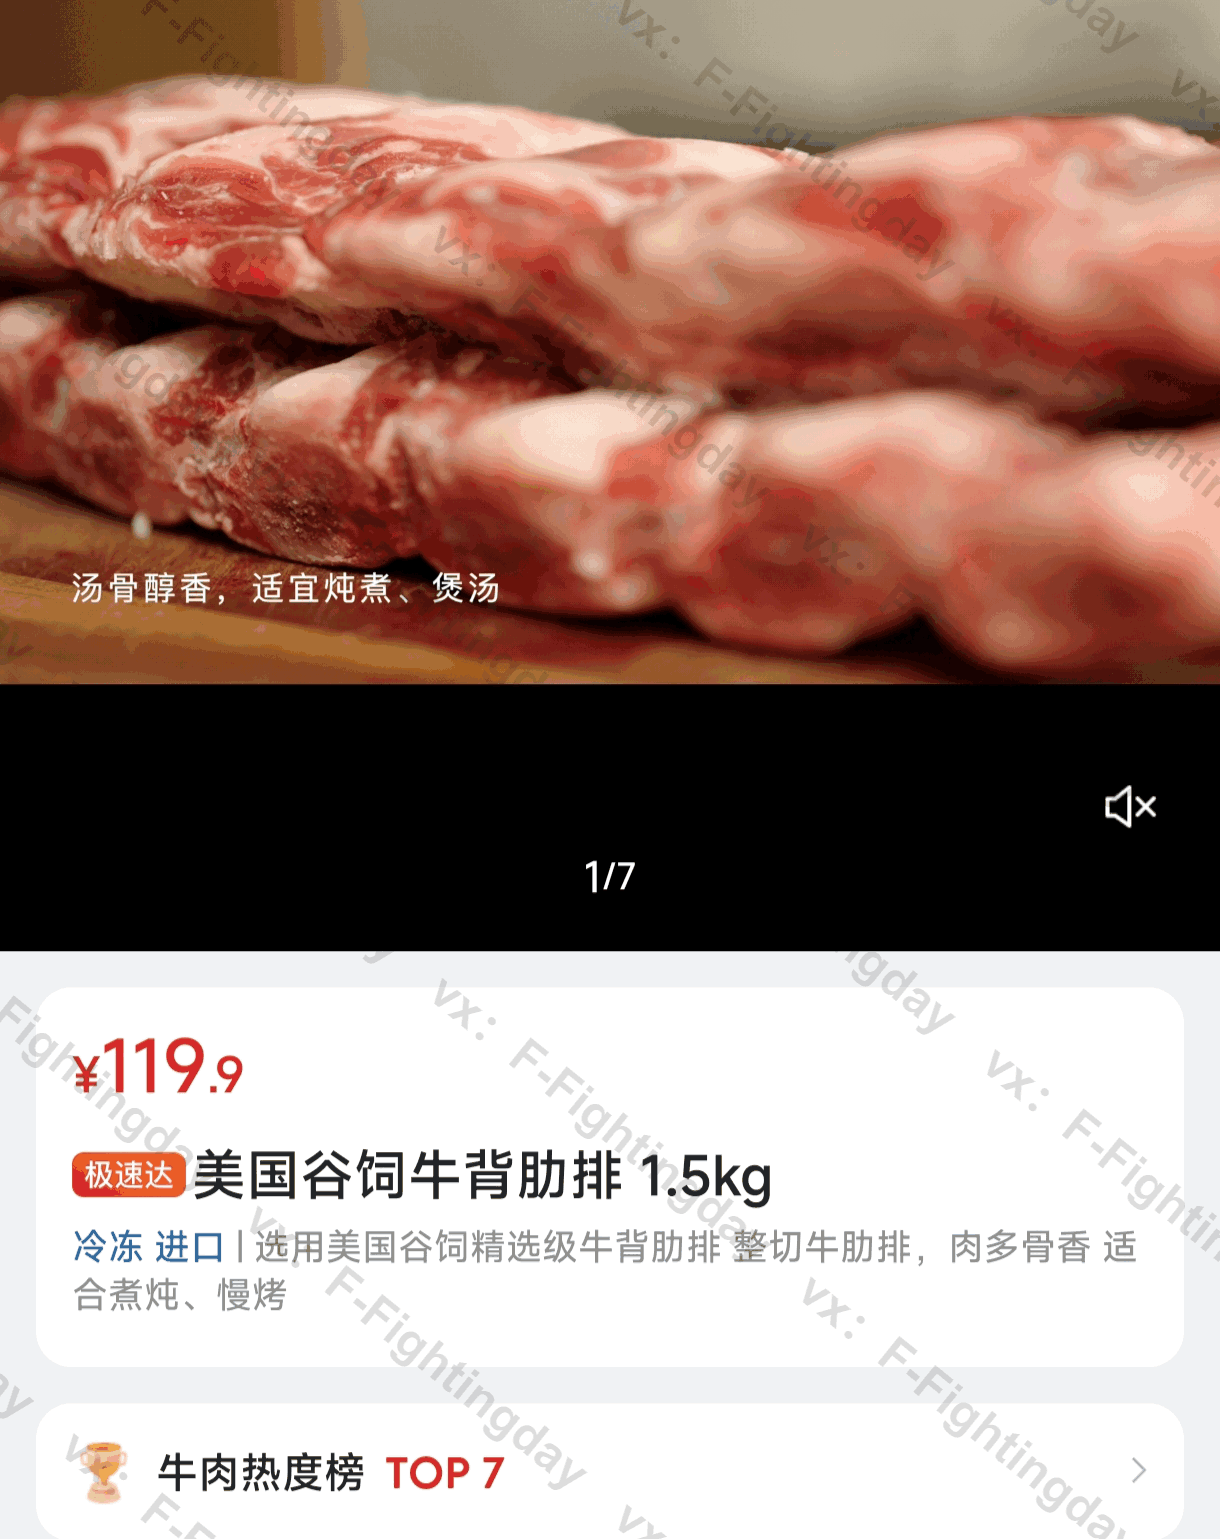 汤骨醇香，适宜炖煮、煲汤
1/7
¥119.9
极速达 美国谷饲牛背肋排 1.5kg
冷冻 进口 | 选用美国谷饲精选级牛背肋排 整切牛肋排，肉多骨香 适
合煮炖、慢烤
牛肉热度榜 TOP 7
vx：F-Fightingday